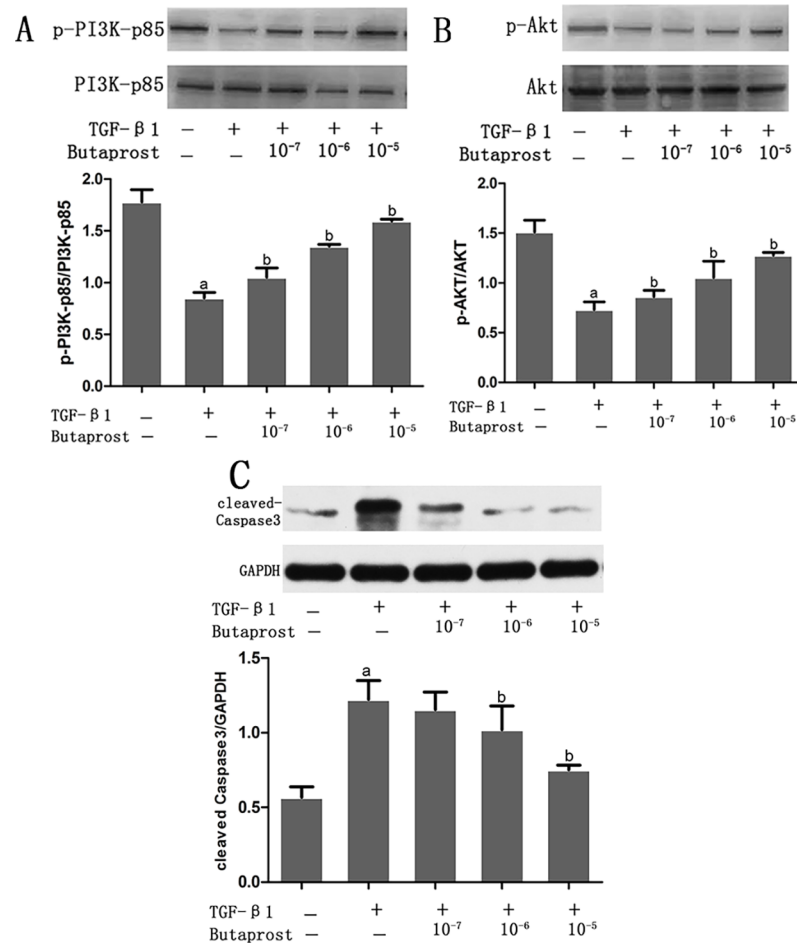 A
p-PI3K-p85
PI3K-p85
TGF-β1 – + + + +
Butaprost – – 10⁻⁷ 10⁻⁶ 10⁻⁵
p-PI3K-p85/PI3K-p85
2.0
1.5
1.0
0.5
0.0
a b b b
TGF-β1 – + + + +
Butaprost – – 10⁻⁷ 10⁻⁶ 10⁻⁵
B
p-Akt
Akt
TGF-β1 – + + + +
Butaprost – – 10⁻⁷ 10⁻⁶ 10⁻⁵
p-AKT/AKT
2.0
1.5
1.0
0.5
0.0
a b b b
TGF-β1 – + + + +
Butaprost – – 10⁻⁷ 10⁻⁶ 10⁻⁵
C
cleaved-
Caspase3
GAPDH
TGF-β1 – + + + +
Butaprost – – 10⁻⁷ 10⁻⁶ 10⁻⁵
cleaved Caspase3/GAPDH
1.5
1.0
0.5
0.0
a b b
TGF-β1 – + + + +
Butaprost – – 10⁻⁷ 10⁻⁶ 10⁻⁵